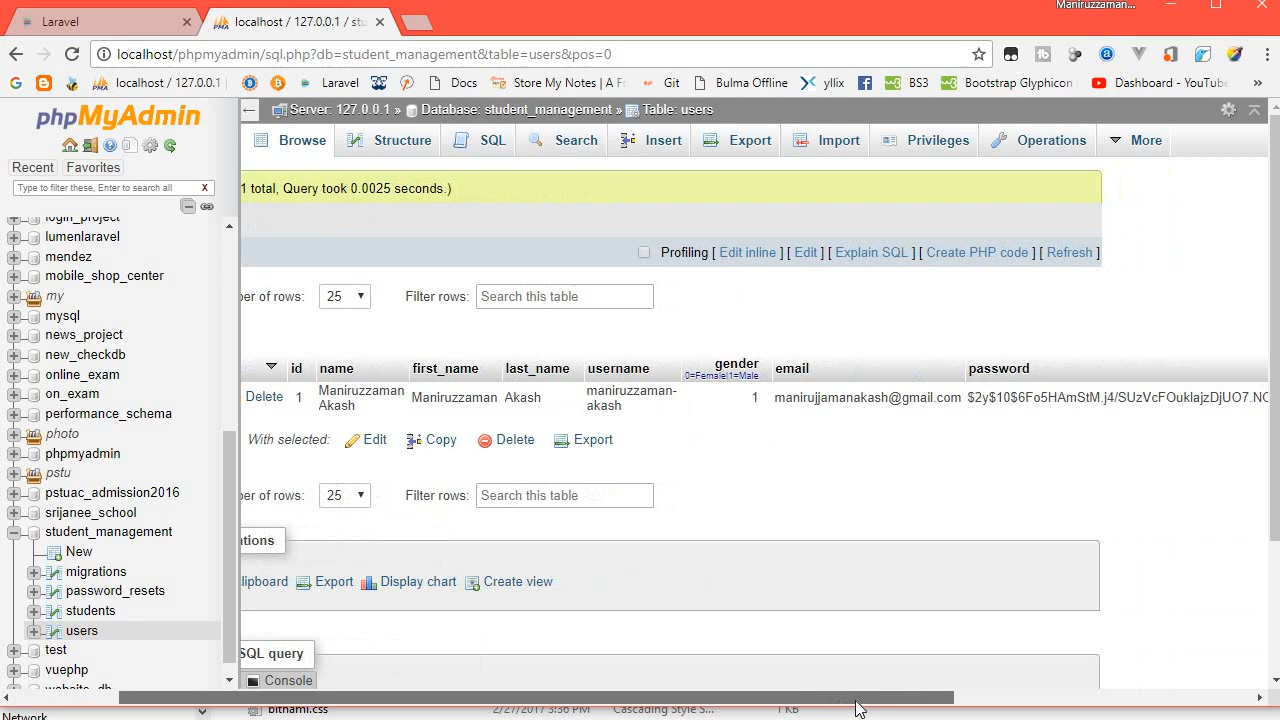 Maniruzzaman...
Laravel
localhost / 127.0.0.1 / stu
localhost/phpmyadmin/sql.php?db=student_management&table=users&pos=0
localhost / 127.0.0.1
Laravel
Docs
Store My Notes | A Fr
Git
Bulma Offline
yllix
BSS
Bootstrap Glyphicon
Dashboard - YouTube
»
phpMyAdmin
Server: 127.0.0.1 » Database: student_management » Table: users
Browse
Structure
SQL
Search
Insert
Export
Import
Privileges
Operations
More
Recent
Favorites
Type to filter these, Enter to search all
X
1 total, Query took 0.0025 seconds.)
Profiling [ Edit inline ] [ Edit ] [ Explain SQL ] [ Create PHP code ] [ Refresh ]
ber of rows:
25
Filter rows:
Search this table
id
name
first_name
last_name
username
gender
0=Female|1=Male
email
password
Delete
1
Maniruzzaman
Akash
Maniruzzaman
Akash
maniruzzaman-
akash
1
manirujjamanakash@gmail.com
With selected:
Edit
Copy
Delete
Export
ber of rows:
25
Filter rows:
Search this table
ations
lipboard
Export
Display chart
Create view
SQL query
Console
login_project
lumenlaravel
mendez
mobile_shop_center
my
mysql
news_project
new_checkdb
online_exam
on_exam
performance_schema
photo
phpmyadmin
pstu
pstuac_admission2016
srijanee_school
student_management
New
migrations
password_resets
students
users
test
vuephp
website_db
Network
bitnami.css
2/27/2017 3:36 PM
Cascading Style S...
1 KB